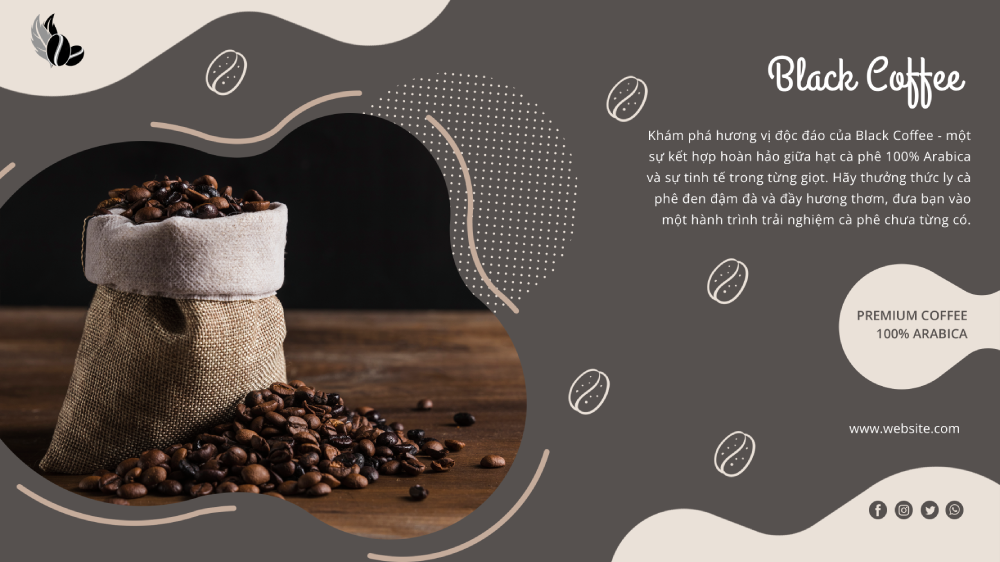 Black Coffee
Khám phá hương vị độc đáo của Black Coffee - một
sự kết hợp hoàn hảo giữa hạt cà phê 100% Arabica
và sự tinh tế trong từng giọt. Hãy thưởng thức ly cà
phê đen đậm đà và đầy hương thơm, đưa bạn vào
một hành trình trải nghiệm cà phê chưa từng có.
PREMIUM COFFEE
100% ARABICA
www.website.com